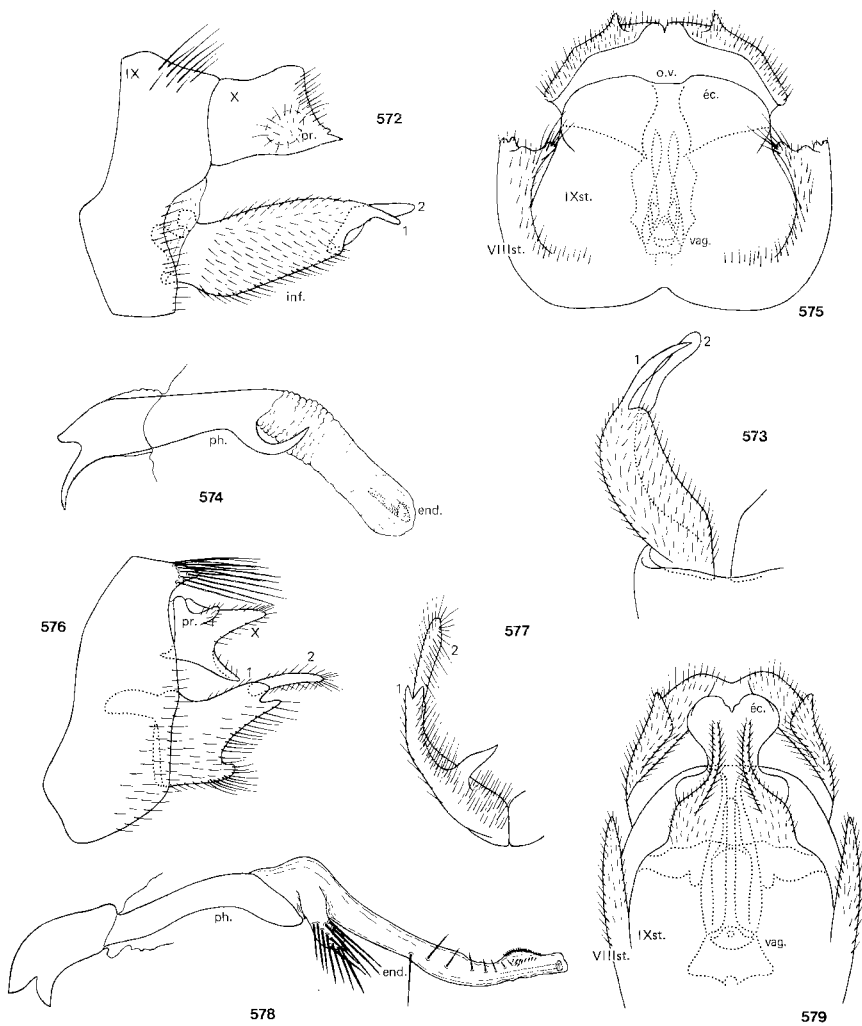 IX
X
pr.
572
2
1
inf.
o.v.
éc.
IXst.
VIIIst.
vag.
575
ph.
574
end.
1
2
573
576
pr.
X
1
2
577
2
1
ph.
end.
578
éc.
IXst.
VIIIst.
vag.
579